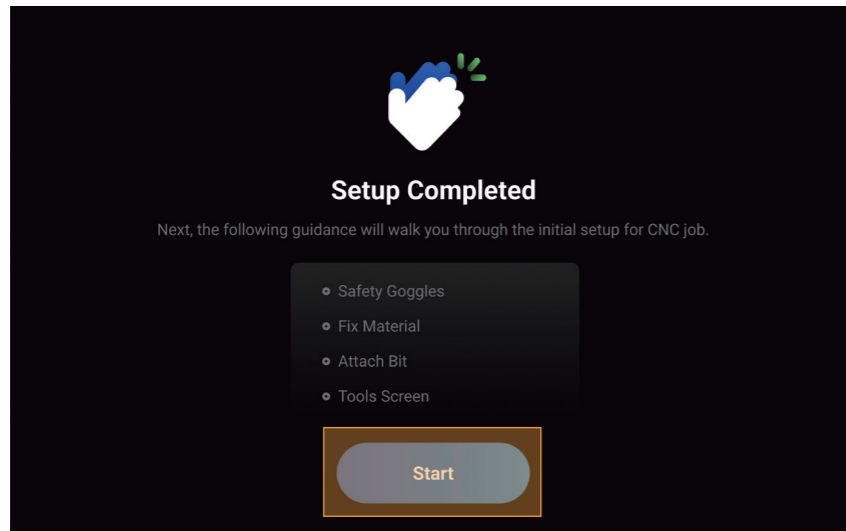 Setup Completed
Next, the following guidance will walk you through the initial setup for CNC job.
Safety Goggles
Fix Material
Attach Bit
Tools Screen
Start